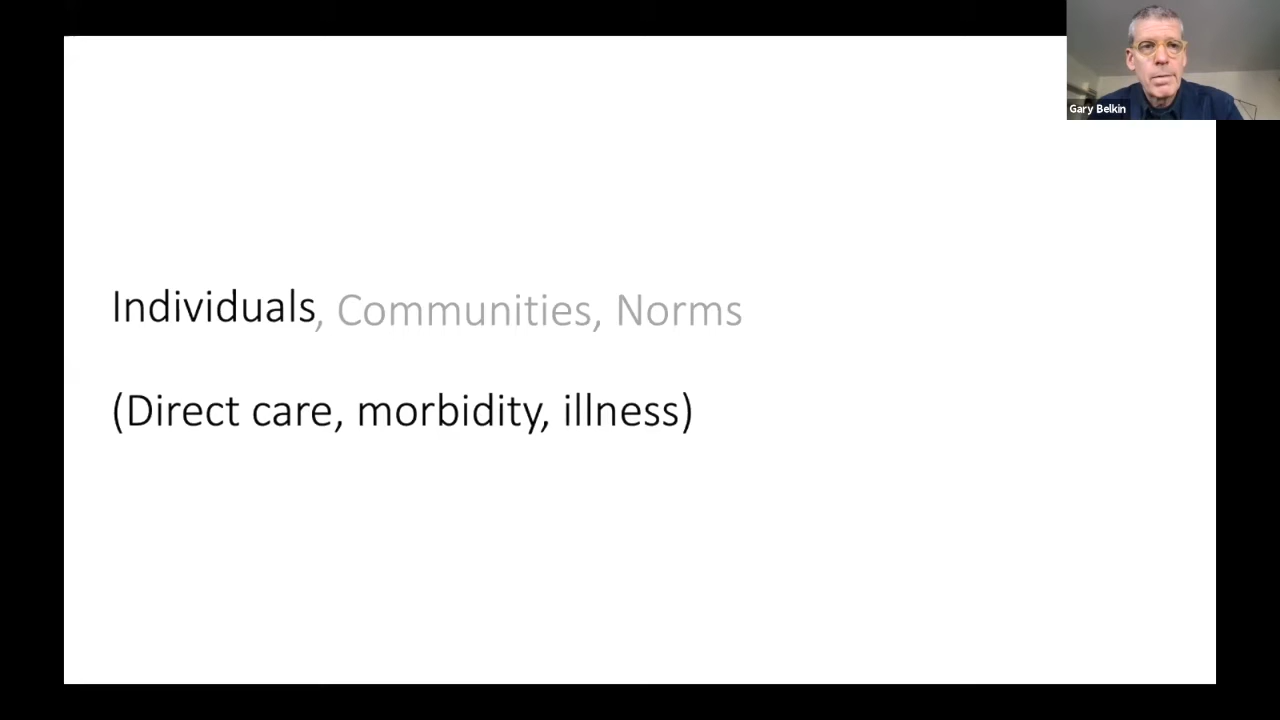 Gary Belkin
Individuals, Communities, Norms
(Direct care, morbidity, illness)